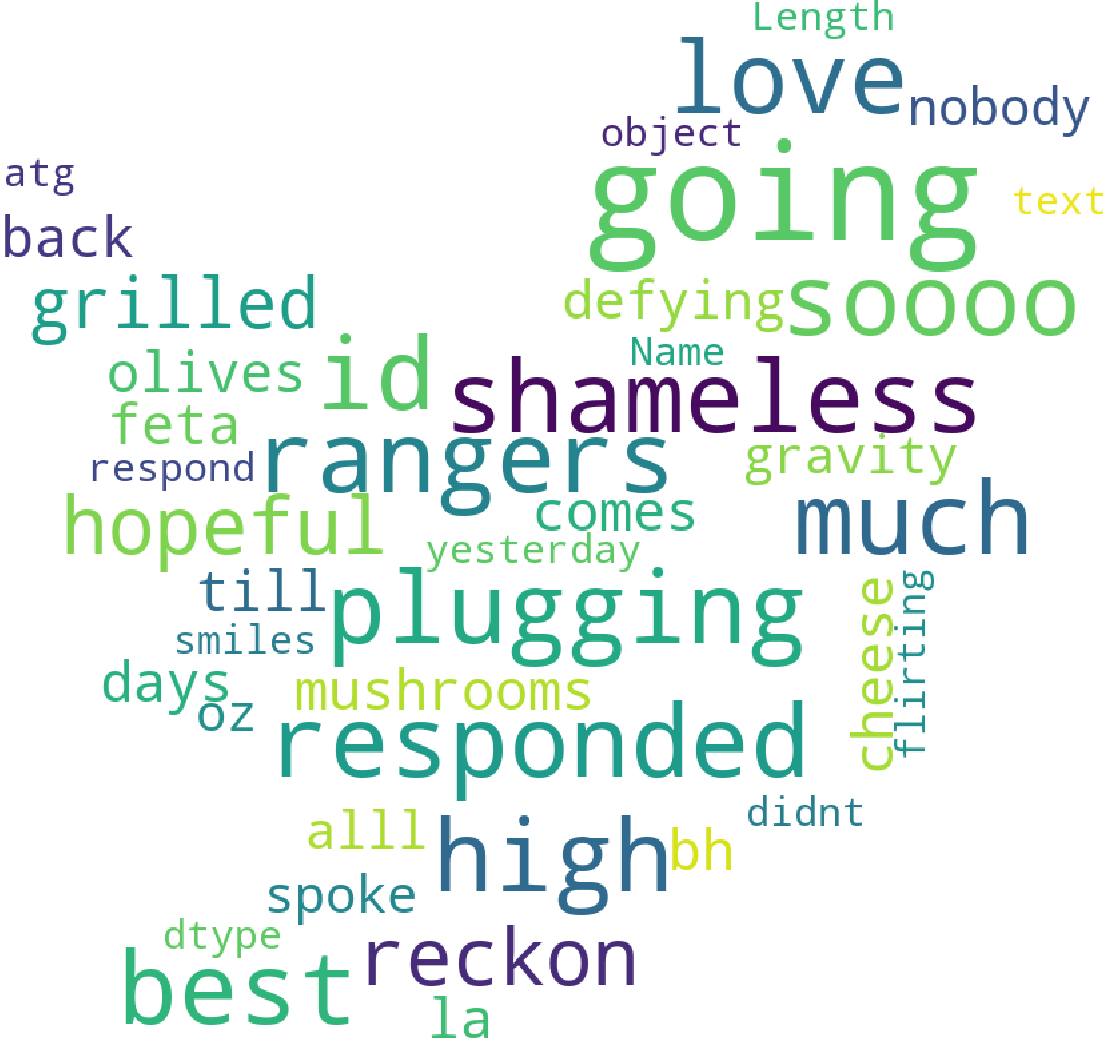 Length
love
nobody
object
going
atg
text
back
grilled
defying
soooo
Name
olives
id
shameless
feta
rangers
gravity
respond
hopeful
comes
much
yesterday
till
plugging
cheese
flirting
smiles
days
mushrooms
oz
responded
didnt
alll
high
bh
spoke
dtype
reckon
best
la